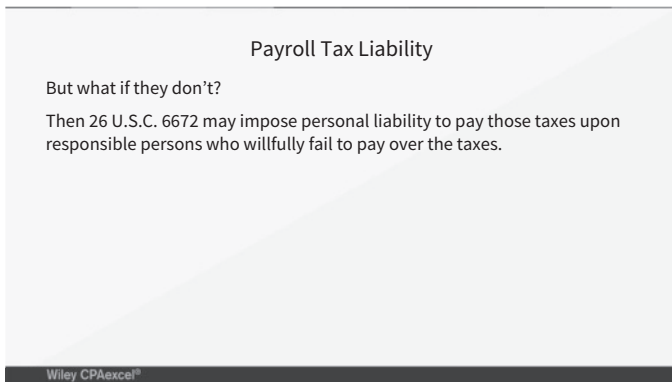 Payroll Tax Liability
But what if they don't?
Then 26 U.S.C. 6672 may impose personal liability to pay those taxes upon
responsible persons who willfully fail to pay over the taxes.
Wiley CPAexcel®